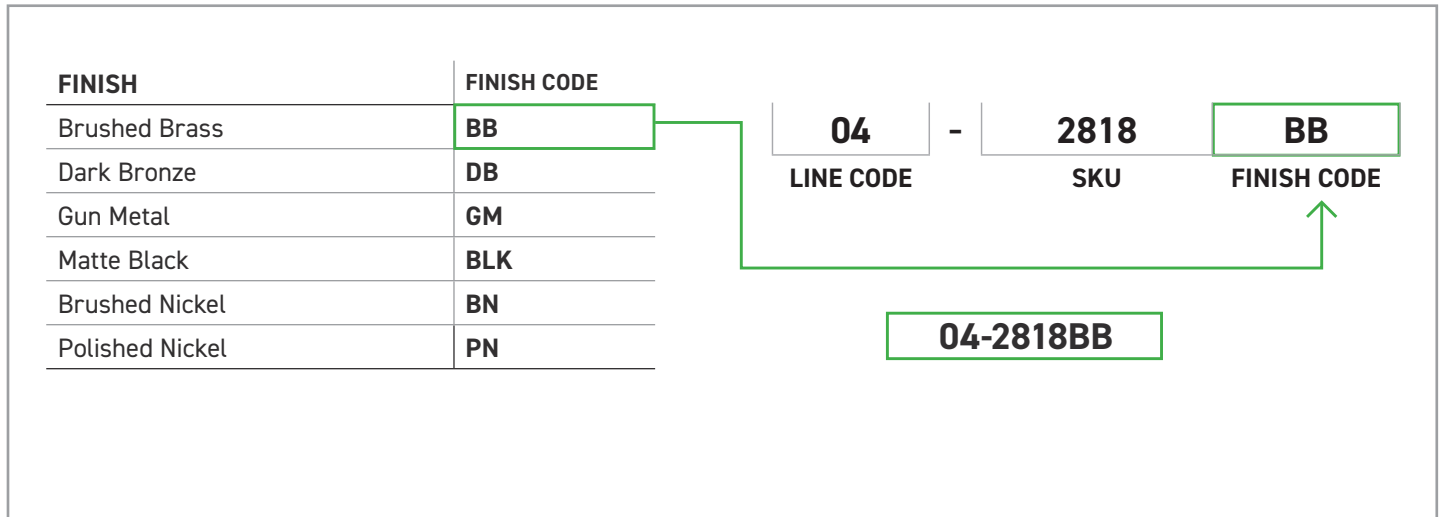 FINISH FINISH CODE
Brushed Brass BB
Dark Bronze DB
Gun Metal GM
Matte Black BLK
Brushed Nickel BN
Polished Nickel PN
04 - 2818 BB
LINE CODE SKU FINISH CODE
04-2818BB